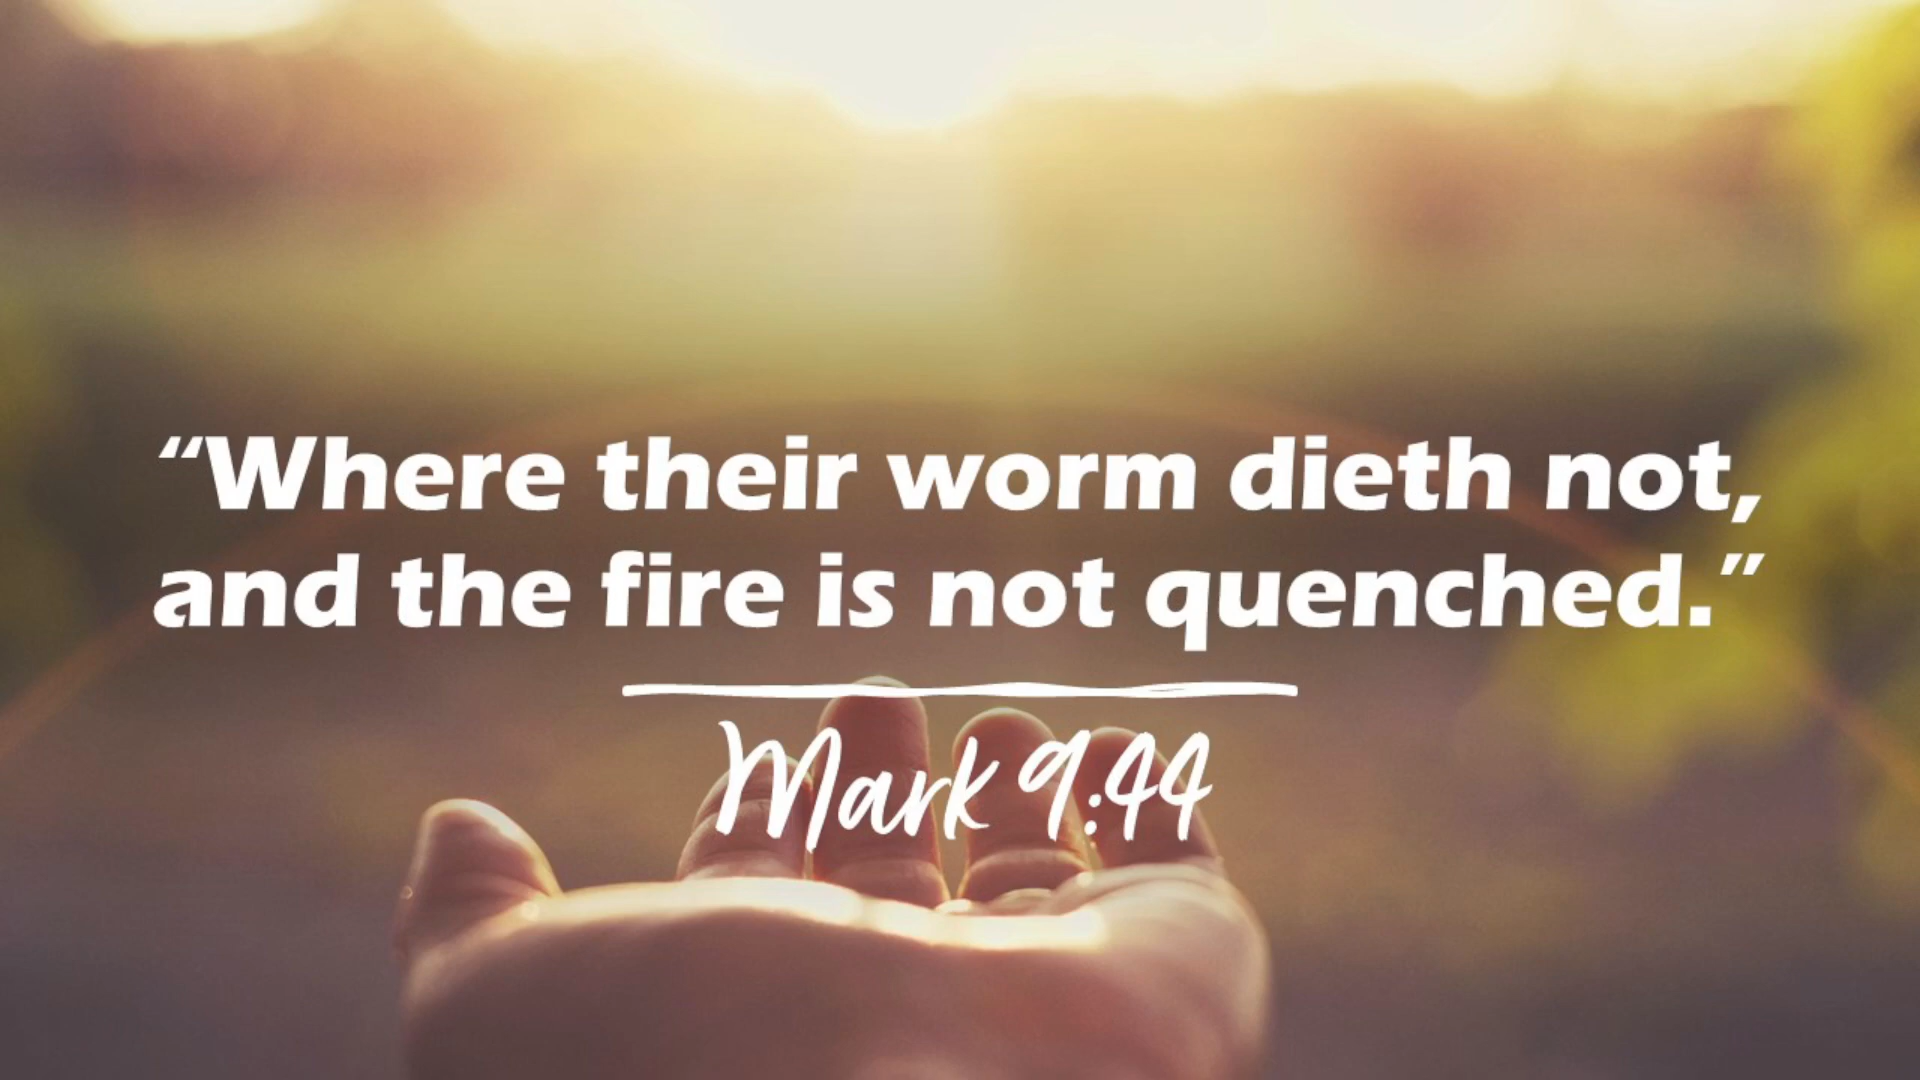 “Where their worm dieth not,
and the fire is not quenched.”
Mark 9:44